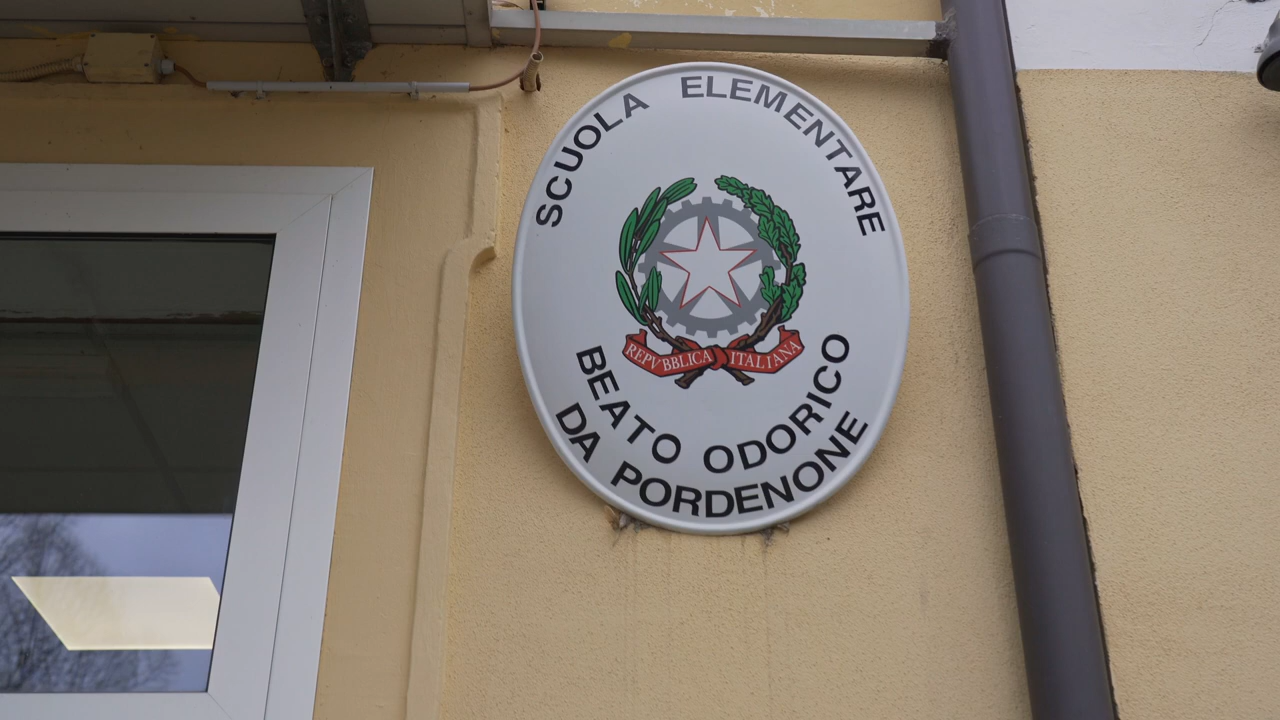 SCUOLA ELEMENTARE
REPVBBLICA ITALIANA
BEATO ODORICO
DA PORDENONE